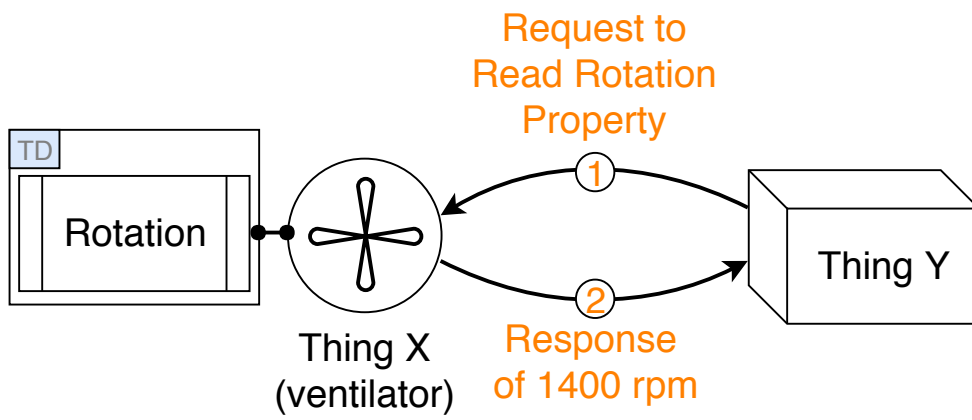 Request to
Read Rotation
Property
TD
1
Rotation
Thing Y
2
Thing X
(ventilator)
Response
of 1400 rpm